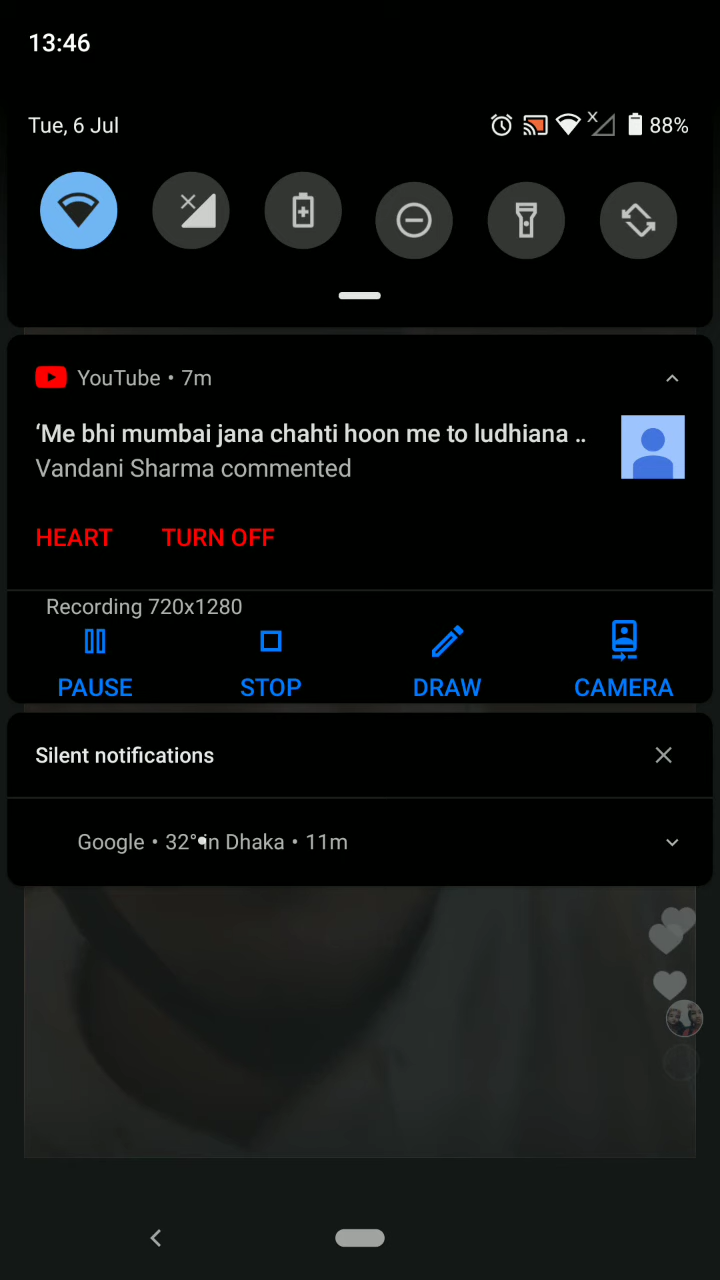 13:46
Tue, 6 Jul
88%
YouTube • 7m
‘Me bhi mumbai jana chahti hoon me to ludhiana ..
Vandani Sharma commented
HEART TURN OFF
Recording 720x1280
PAUSE STOP DRAW CAMERA
Silent notifications
Google • 32° in Dhaka • 11m